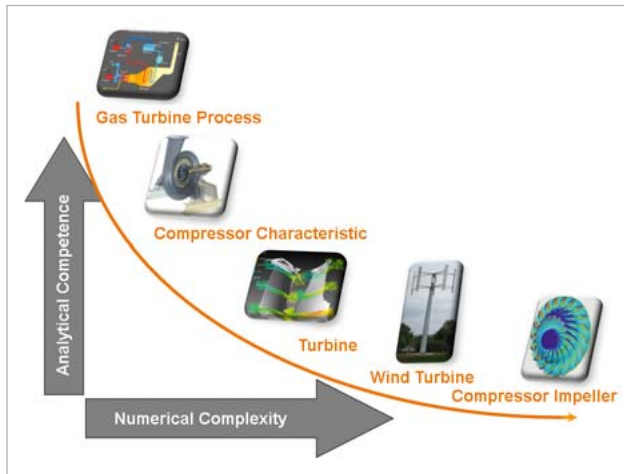 Gas Turbine Process
Compressor Characteristic
Turbine
Wind Turbine
Compressor Impeller
Analytical Competence
Numerical Complexity